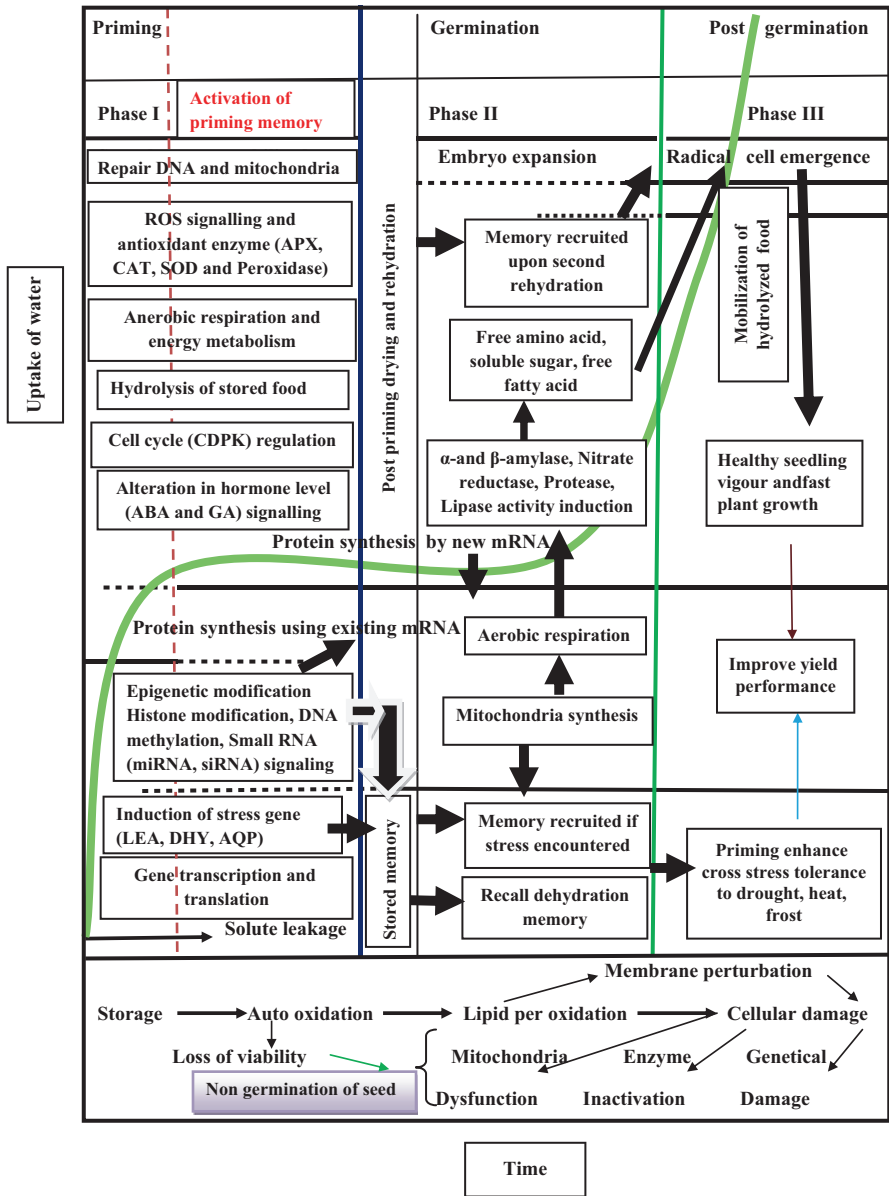 Priming
Germination
Post germination
Phase I
Activation of
priming memory
Phase II
Phase III
Repair DNA and mitochondria
Embryo expansion
Radical cell emergence
ROS signalling and
antioxidant enzyme (APX,
CAT, SOD and Peroxidase)
Memory recruited
upon second
rehydration
Mobilization of
hydrolyzed food
Uptake of water
Post priming drying and rehydration
Anerobic respiration and
energy metabolism
Free amino acid,
soluble sugar, free
fatty acid
Hydrolysis of stored food
Cell cycle (CDPK) regulation
α-and β-amylase, Nitrate
reductase, Protease,
Lipase activity induction
Healthy seedling
vigour andfast
plant growth
Alteration in hormone level
(ABA and GA) signalling
Protein synthesis by new mRNA
Protein synthesis using existing mRNA
Aerobic respiration
Improve yield
performance
Epigenetic modification
Histone modification, DNA
methylation, Small RNA
(miRNA, siRNA) signaling
Mitochondria synthesis
Induction of stress gene
(LEA, DHY, AQP)
Stored memory
Memory recruited if
stress encountered
Priming enhance
cross stress tolerance
to drought, heat,
frost
Gene transcription and
translation
Recall dehydration
memory
Solute leakage
Membrane perturbation
Storage
Auto oxidation
Lipid per oxidation
Cellular damage
Loss of viability
Mitochondria
Enzyme
Genetical
Non germination of seed
Dysfunction
Inactivation
Damage
Time